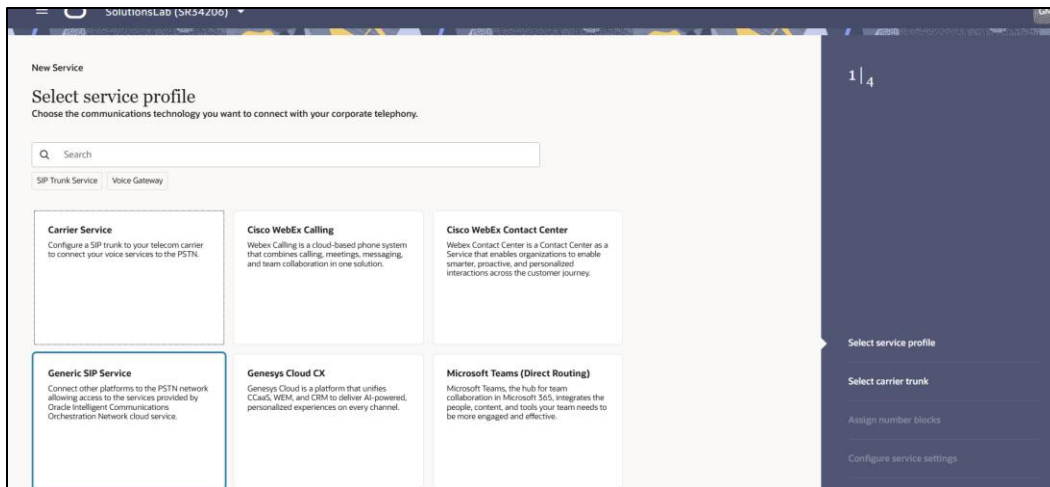 SolutionsLab (SR34206)
New Service
Select service profile
Choose the communications technology you want to connect with your corporate telephony.
Search
SIP Trunk Service Voice Gateway
Carrier Service
Configure a SIP trunk to your telecom carrier
to connect your voice services to the PSTN.
Cisco WebEx Calling
Webex Calling is a cloud-based phone system
that combines calling, meetings, messaging,
and team collaboration in one solution.
Cisco WebEx Contact Center
Webex Contact Center is a Contact Center as a
Service that enables organizations to enable
smarter, proactive, and personalized
interactions across the customer journey.
Generic SIP Service
Connect other platforms to the PSTN network
allowing access to the services provided by
Oracle Intelligent Communications
Orchestration Network cloud service.
Genesys Cloud CX
Genesys Cloud is a platform that unifies
CCaaS, WEM, and CRM to deliver AI-powered,
personalized experiences on every channel.
Microsoft Teams (Direct Routing)
Microsoft Teams, the hub for team
collaboration in Microsoft 365, integrates the
people, content, and tools your team needs to
be more engaged and effective.
1|4
Select service profile
Select carrier trunk
Assign number blocks
Configure service settings